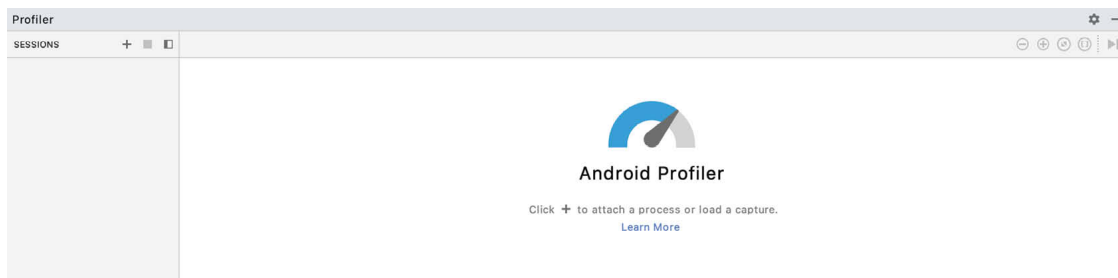 Profiler
SESSIONS
Android Profiler
Click + to attach a process or load a capture.
Learn More